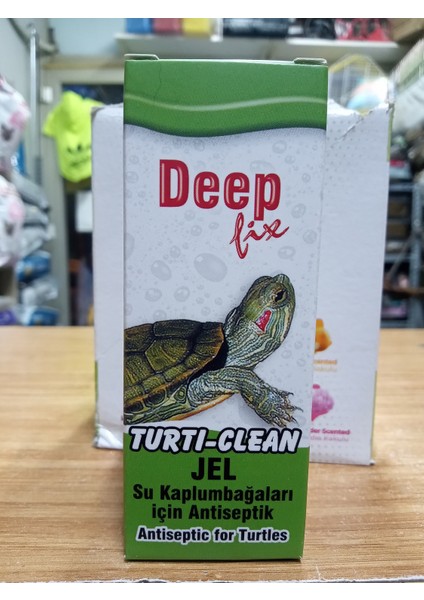 Deep
fix
TURTI-CLEAN
JEL
Su Kaplumbağaları
için Antiseptik
Antiseptic for Turtles